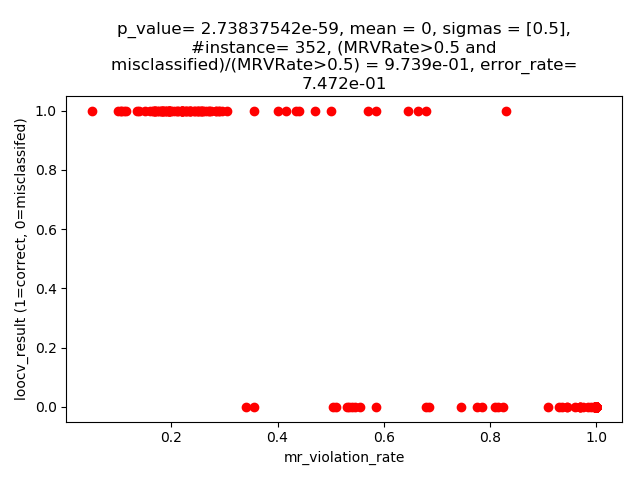 p_value= 2.73837542e-59, mean = 0, sigmas = [0.5],
#instance= 352, (MRVRate>0.5 and
misclassified)/(MRVRate>0.5) = 9.739e-01, error_rate=
7.472e-01
loocv_result (1=correct, 0=misclassifed)
1.0
0.8
0.6
0.4
0.2
0.0
0.2 0.4 0.6 0.8 1.0
mr_violation_rate